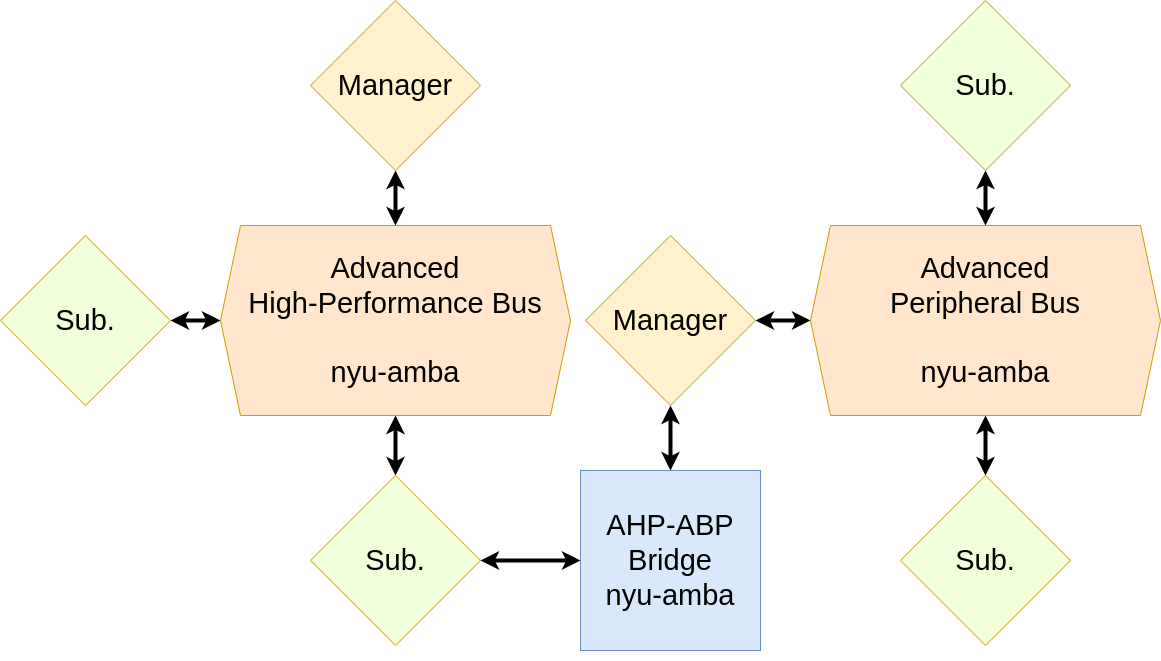 Manager
Sub.
Sub.
Advanced
High-Performance Bus
nyu-amba
Manager
Advanced
Peripheral Bus
nyu-amba
Sub.
AHP-ABP
Bridge
nyu-amba
Sub.